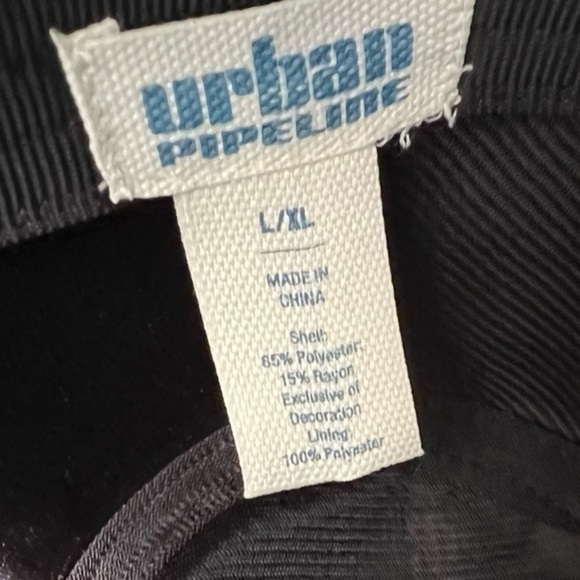 urban
PIPELINE
L/XL
MADE IN
CHINA
Shell:
85% Polyester,
15% Rayon
Exclusive of
Decoration
Lining:
100% Polyester